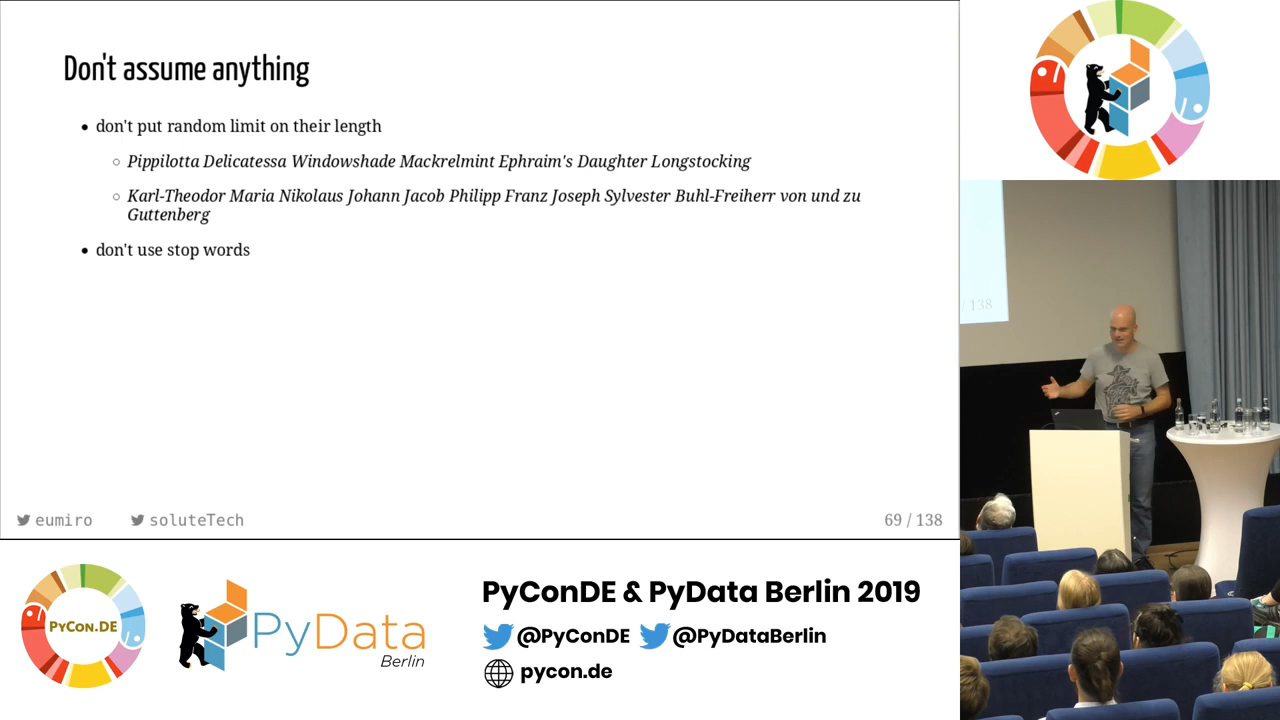 Don't assume anything
don't put random limit on their length
Pippilotta Delicatessa Windowshade Mackrelmint Ephraim's Daughter Longstocking
Karl-Theodor Maria Nikolaus Johann Jacob Philipp Franz Joseph Sylvester Buhl-Freiherr von und zu
Guttenberg
don't use stop words
eumiro soluteTech 69 / 138
/ 138
PyCon.DE
PyData
Berlin
PyConDE & PyData Berlin 2019
@PyConDE @PyDataBerlin
pycon.de